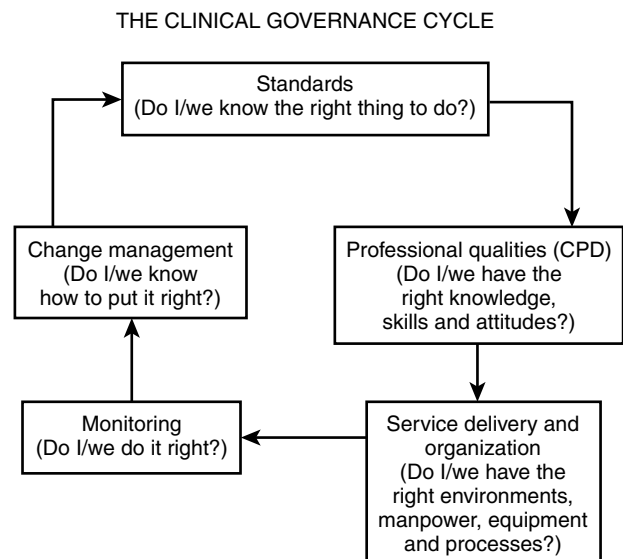 THE CLINICAL GOVERNANCE CYCLE
Standards
(Do I/we know the right thing to do?)
Professional qualities (CPD)
(Do I/we have the
right knowledge,
skills and attitudes?)
Service delivery and
organization
(Do I/we have the
right environments,
manpower, equipment
and processes?)
Monitoring
(Do I/we do it right?)
Change management
(Do I/we know
how to put it right?)